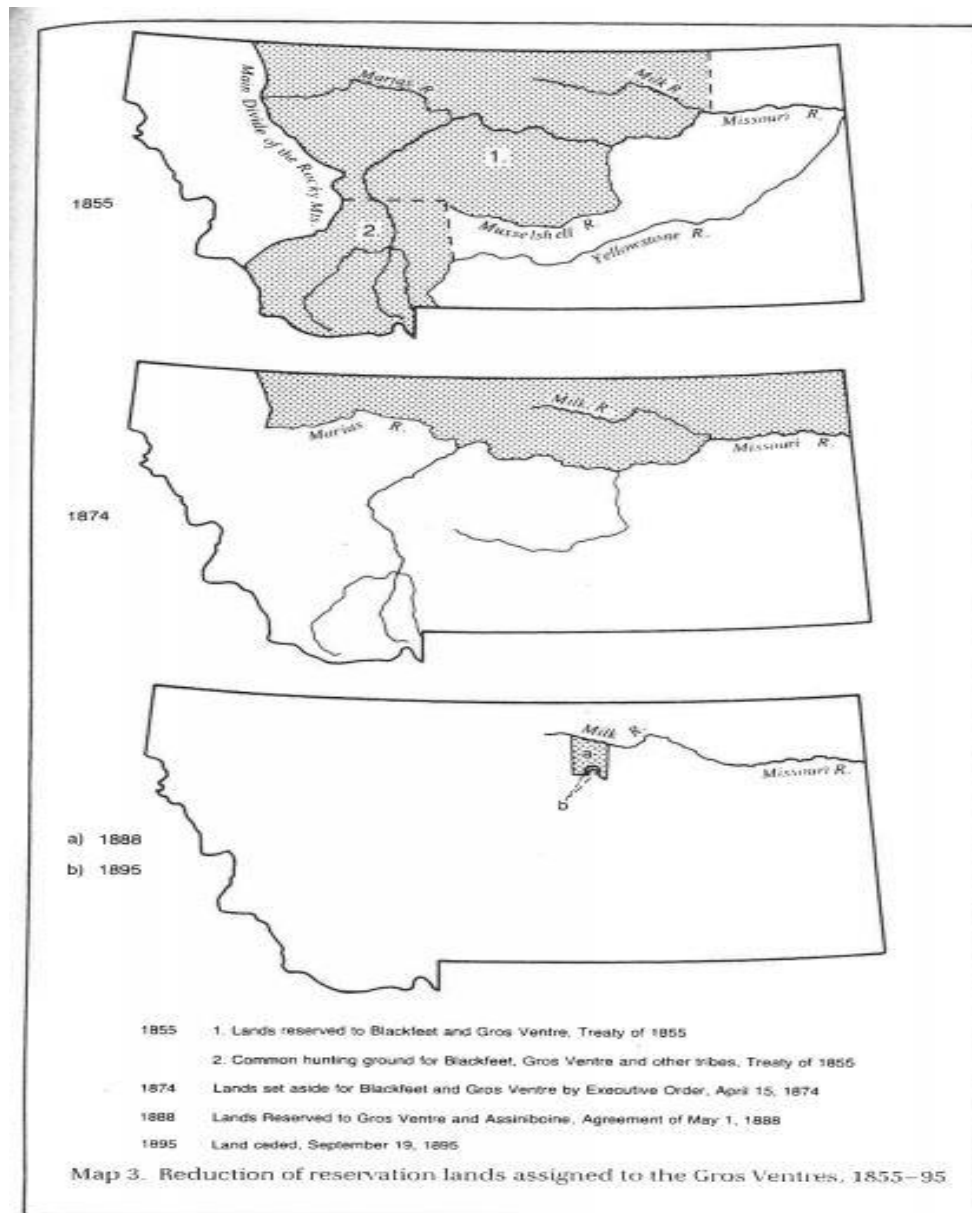 Marias R.
Milk R.
Missouri R.
Main Divide of the Rocky Mts.
1.
1855
2
Musselshell R.
Yellowstone R.
Milk R.
Marias R.
Missouri R.
1874
Milk R.
a
Missouri R.
b
a) 1888
b) 1895
1855 1. Lands reserved to Blackfeet and Gros Ventre, Treaty of 1855
2. Common hunting ground for Blackfeet, Gros Ventre and other tribes, Treaty of 1855
1874 Lands set aside for Blackfeet and Gros Ventre by Executive Order, April 15, 1874
1888 Lands Reserved to Gros Ventre and Assiniboine, Agreement of May 1, 1888
1895 Land ceded, September 19, 1895
Map 3. Reduction of reservation lands assigned to the Gros Ventres, 1855–95